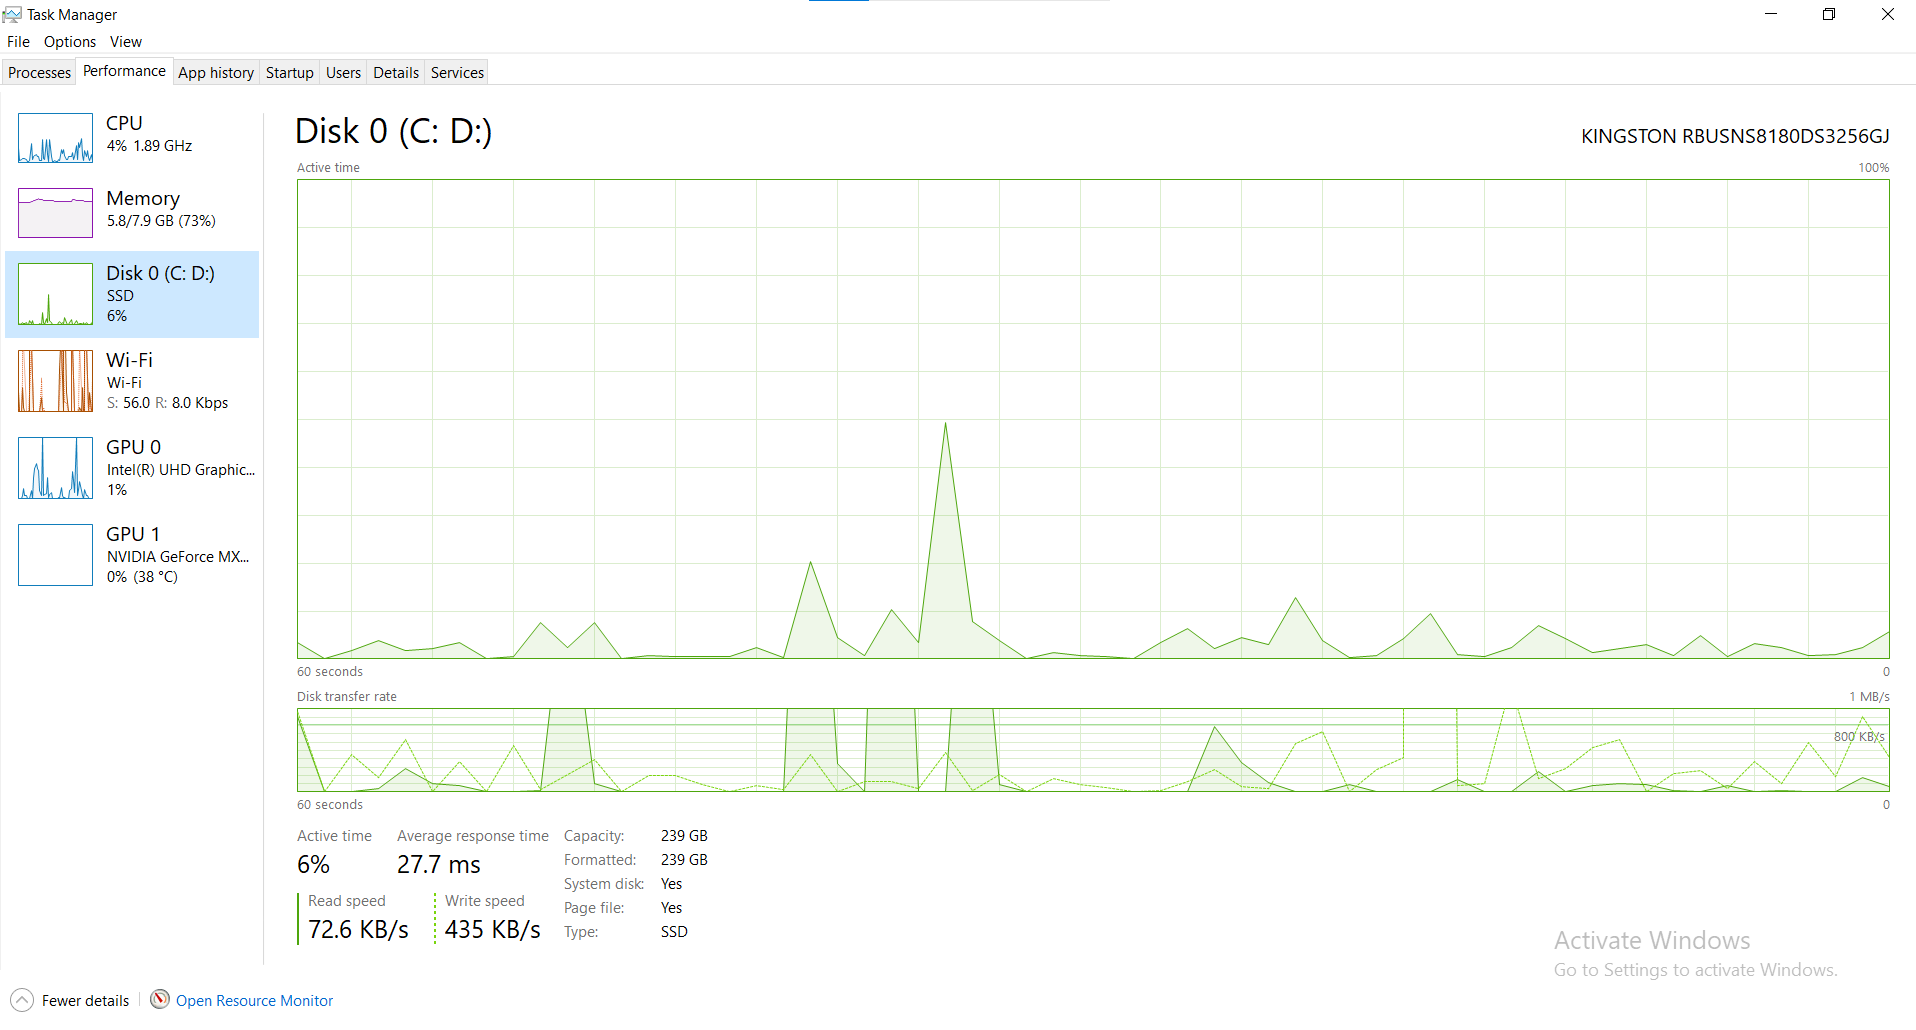 Task Manager
File Options View
Processes Performance App history Startup Users Details Services
CPU
4% 1.89 GHz
Memory
5.8/7.9 GB (73%)
Disk 0 (C: D:)
SSD
6%
Wi-Fi
Wi-Fi
S: 56.0 R: 8.0 Kbps
GPU 0
Intel(R) UHD Graphic...
1%
GPU 1
NVIDIA GeForce MX...
0% (38 °C)
Disk 0 (C: D:)
KINGSTON RBUSNS8180DS3256GJ
Active time 100%
60 seconds 0
Disk transfer rate 1 MB/s
800 KB/s
60 seconds 0
Active time Average response time
6% 27.7 ms
Read speed Write speed
72.6 KB/s 435 KB/s
Capacity: 239 GB
Formatted: 239 GB
System disk: Yes
Page file: Yes
Type: SSD
Activate Windows
Go to Settings to activate Windows.
Fewer details Open Resource Monitor